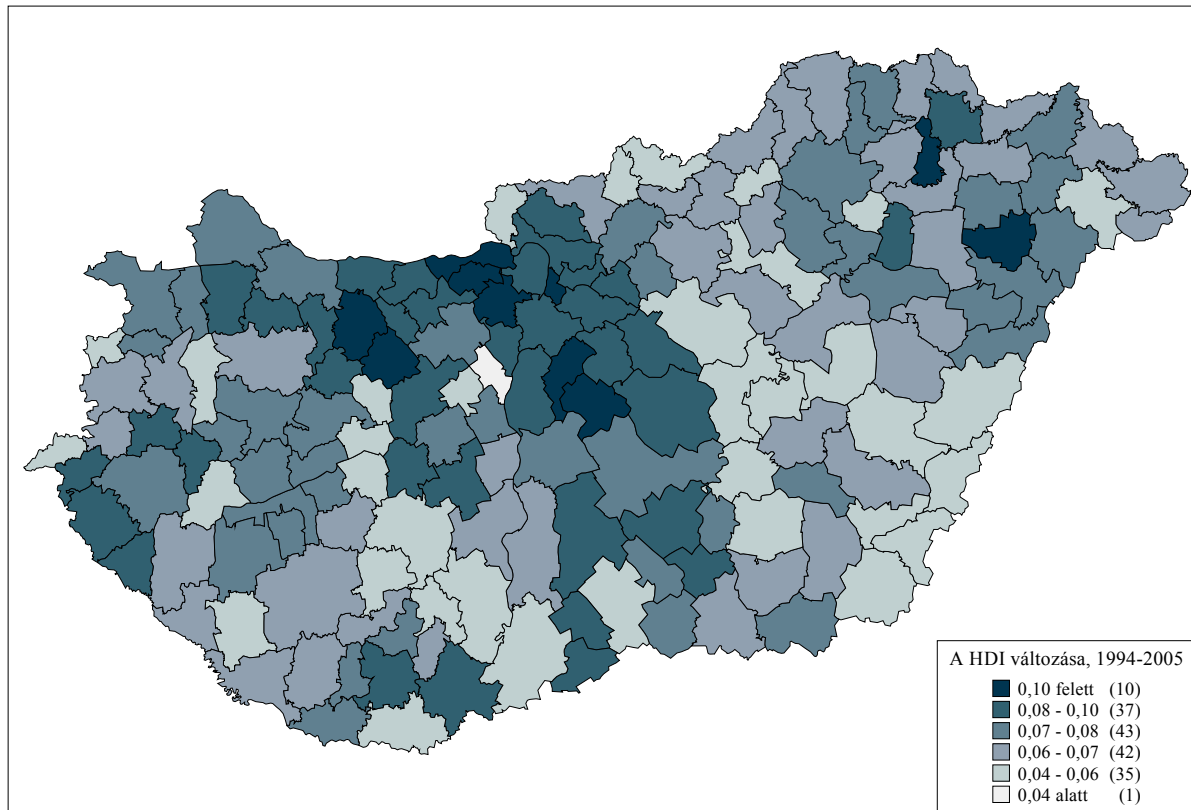 A HDI változása, 1994-2005
0,10 felett (10)
0,08 - 0,10 (37)
0,07 - 0,08 (43)
0,06 - 0,07 (42)
0,04 - 0,06 (35)
0,04 alatt (1)